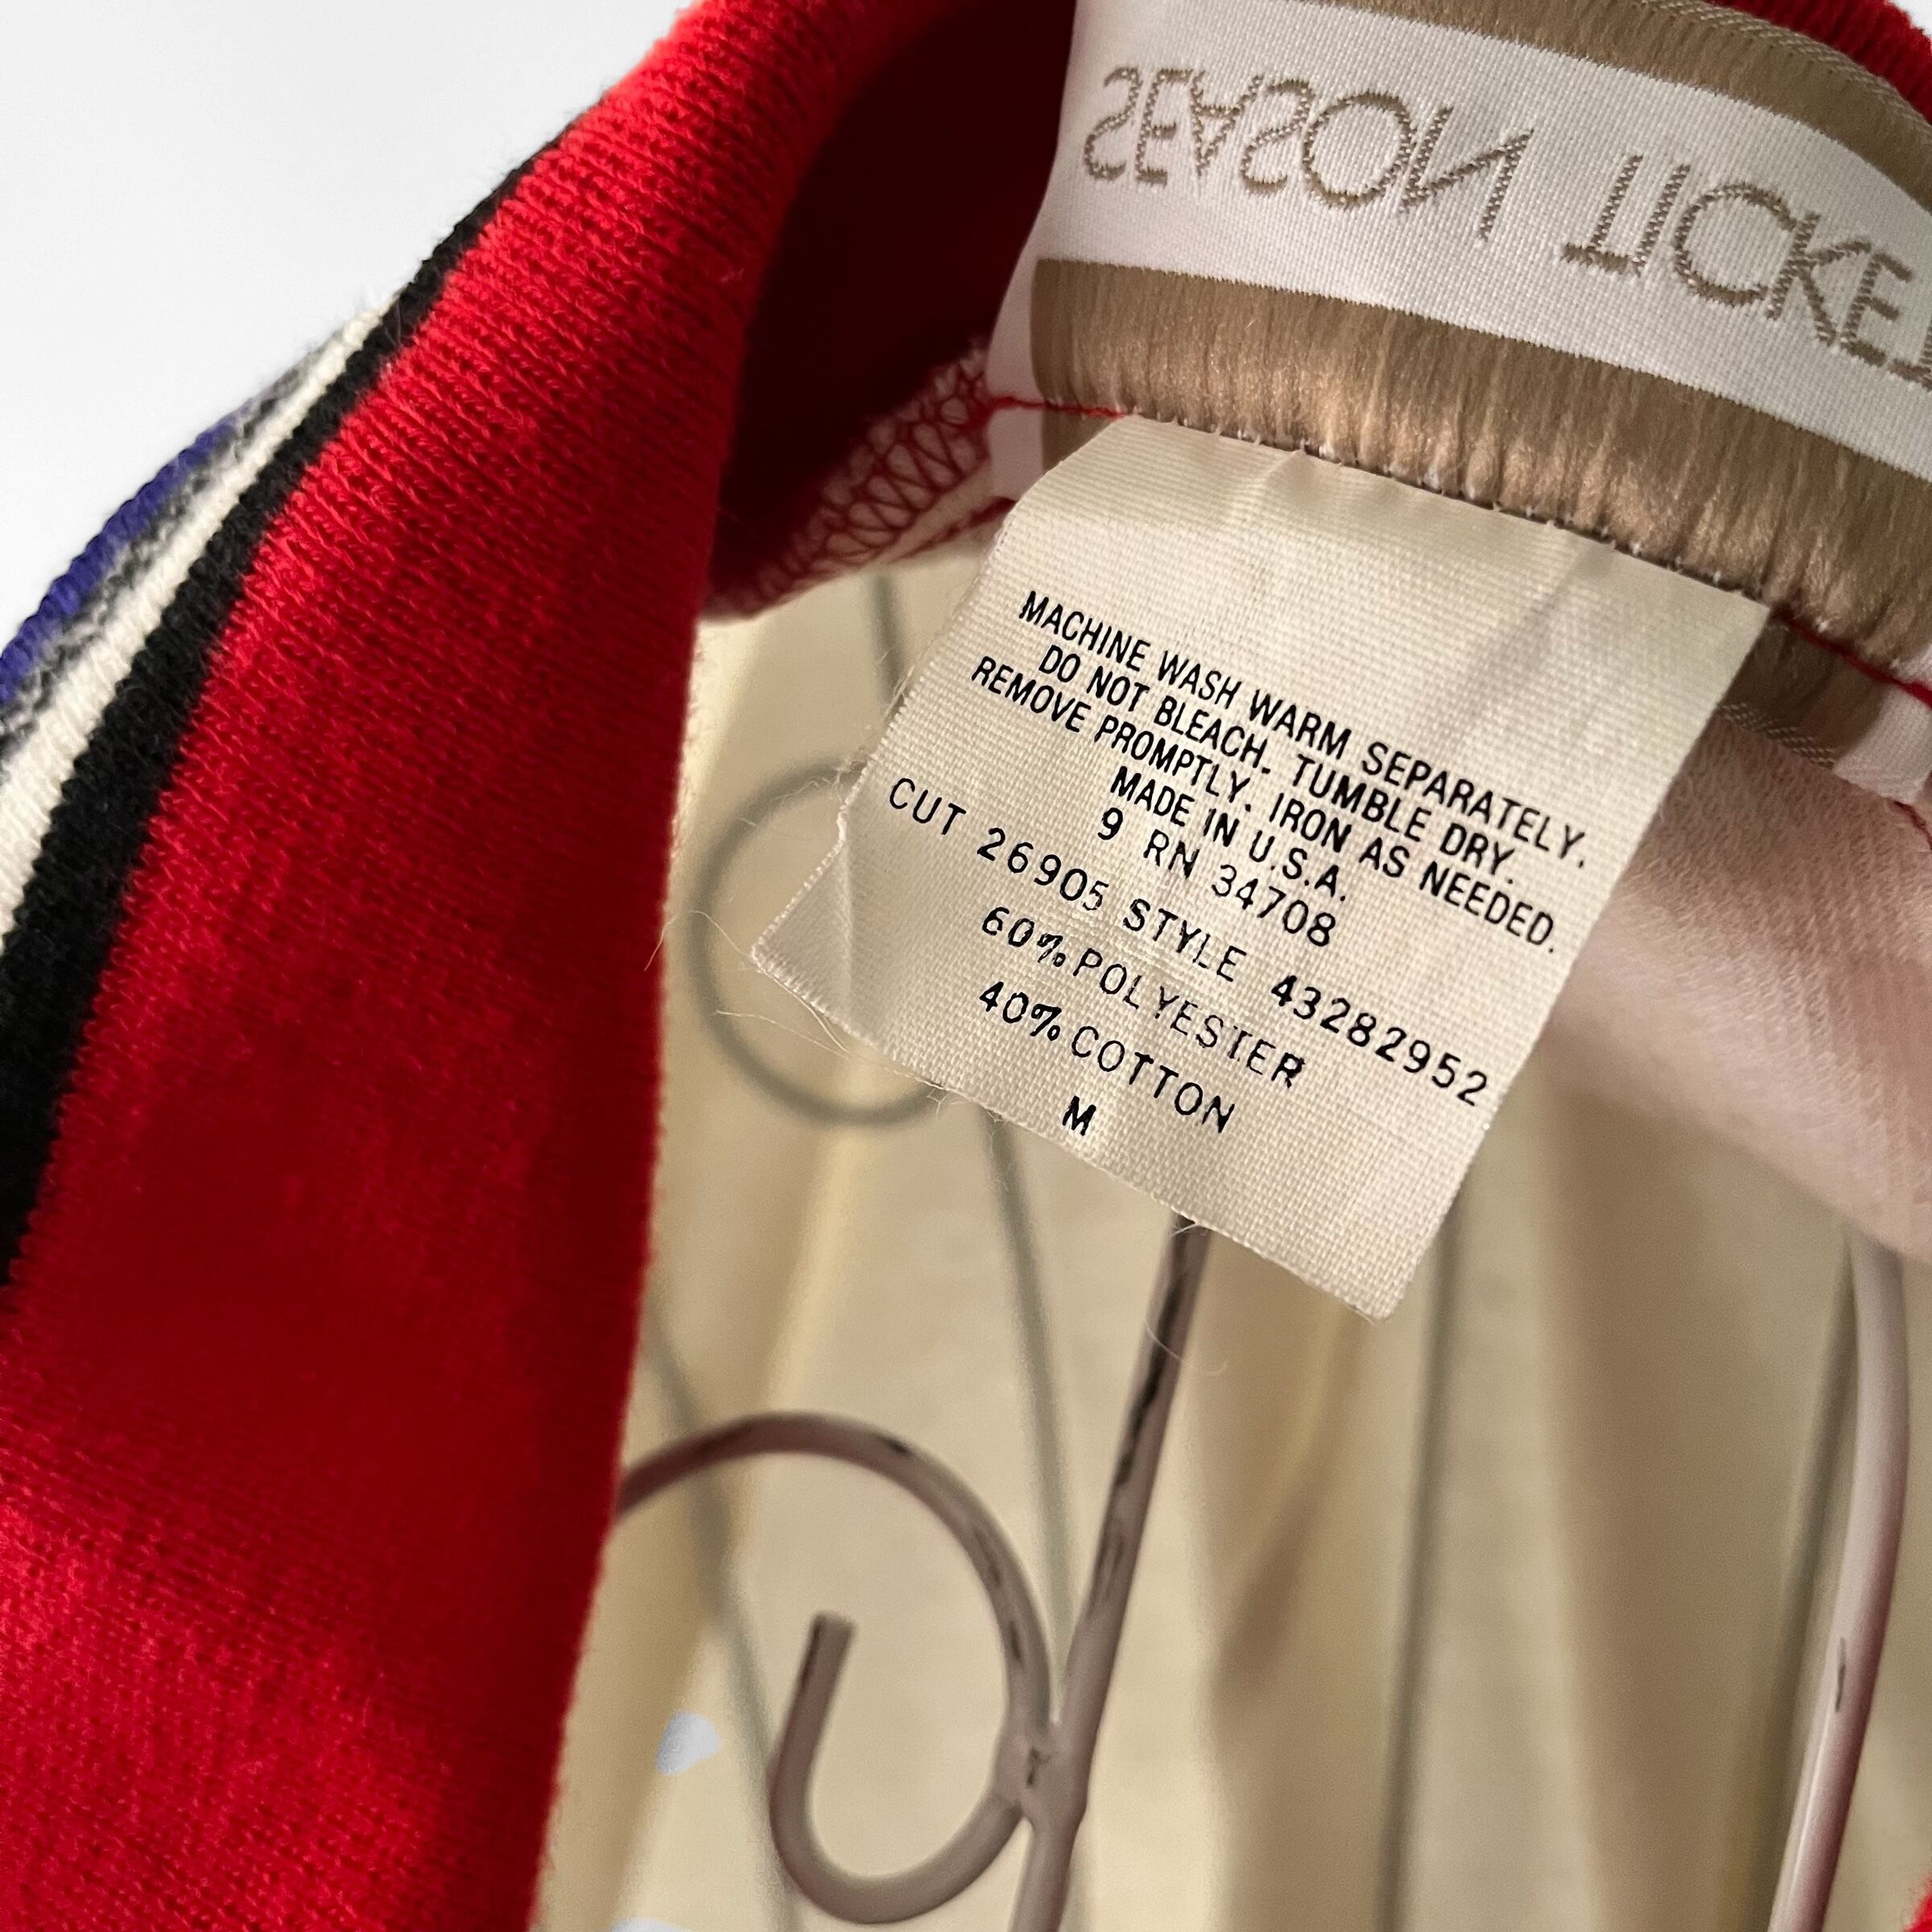 SEASON TICKET
MACHINE WASH WARM SEPARATELY.
DO NOT BLEACH. TUMBLE DRY.
REMOVE PROMPTLY. IRON AS NEEDED.
MADE IN U.S.A.
9 RN 34708
CUT 26905 STYLE 43282952
60% POLYESTER
40% COTTON
M